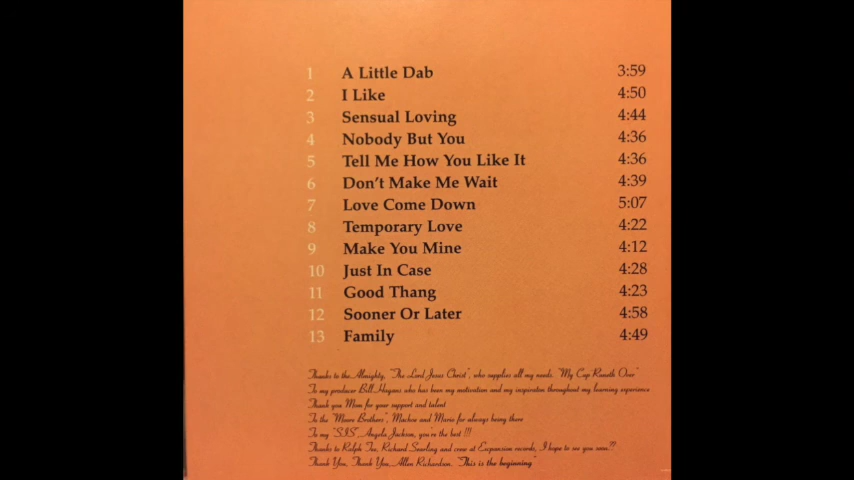 1 A Little Dab 3:59
2 I Like 4:50
3 Sensual Loving 4:44
4 Nobody But You 4:36
5 Tell Me How You Like It 4:36
6 Don't Make Me Wait 4:39
7 Love Come Down 5:07
8 Temporary Love 4:22
9 Make You Mine 4:12
10 Just In Case 4:28
11 Good Thang 4:23
12 Sooner Or Later 4:58
13 Family 4:49
Thanks to the Almighty, "The Lord Jesus Christ", who supplies all my needs. "My Cup Runeth Over"
To my producer Bill Hagans who has been my motivation and my inspiraton throughout my learning experience
Thank you Mom for your support and talent
To the "Moore Brothers", and Mario for always being there
To my "S.I.S", Angela Jackson, you're the best !!!
Thanks to Ralph Tee, Richard Searling and crew at Expansion records, I hope to see you soon??
Thank You, Thank You, Allen Richardson, "This is the beginning"